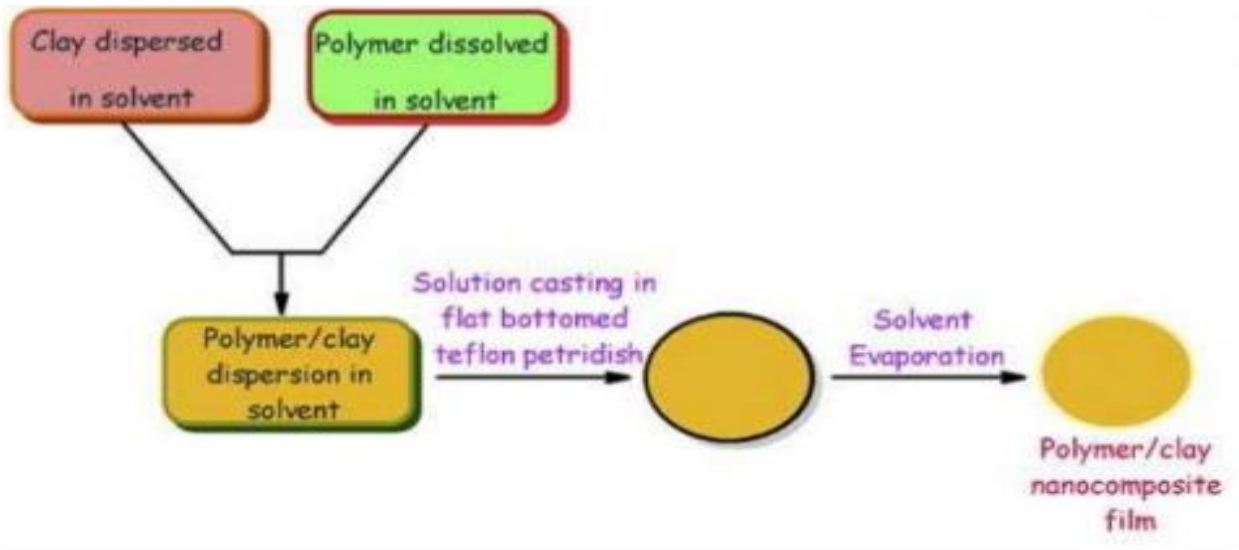 Clay dispersed
in solvent
Polymer dissolved
in solvent
Polymer/clay
dispersion in
solvent
Solution casting in
flat bottomed
teflon petridish
Solvent
Evaporation
Polymer/clay
nanocomposite
film